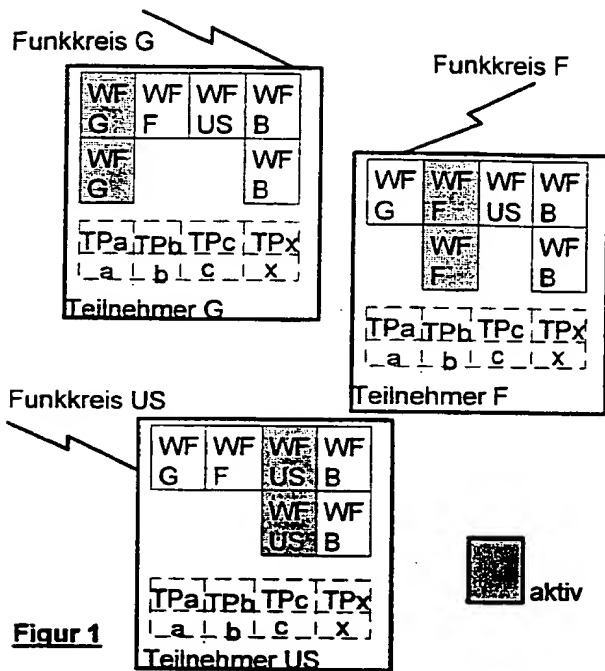 Funkkreis G
WF WF WF WF
G F US B
WF WF
G B
TPa TPb TPc TPx
a b c x
Teilnehmer G
Funkkreis F
WF WF WF WF
G F US B
WF WF
F B
TPa TPb TPc TPx
a b c x
Teilnehmer F
Funkkreis US
WF WF WF WF
G F US B
WF WF
US B
TPa TPb TPc TPx
a b c x
Teilnehmer US
aktiv
Figur 1